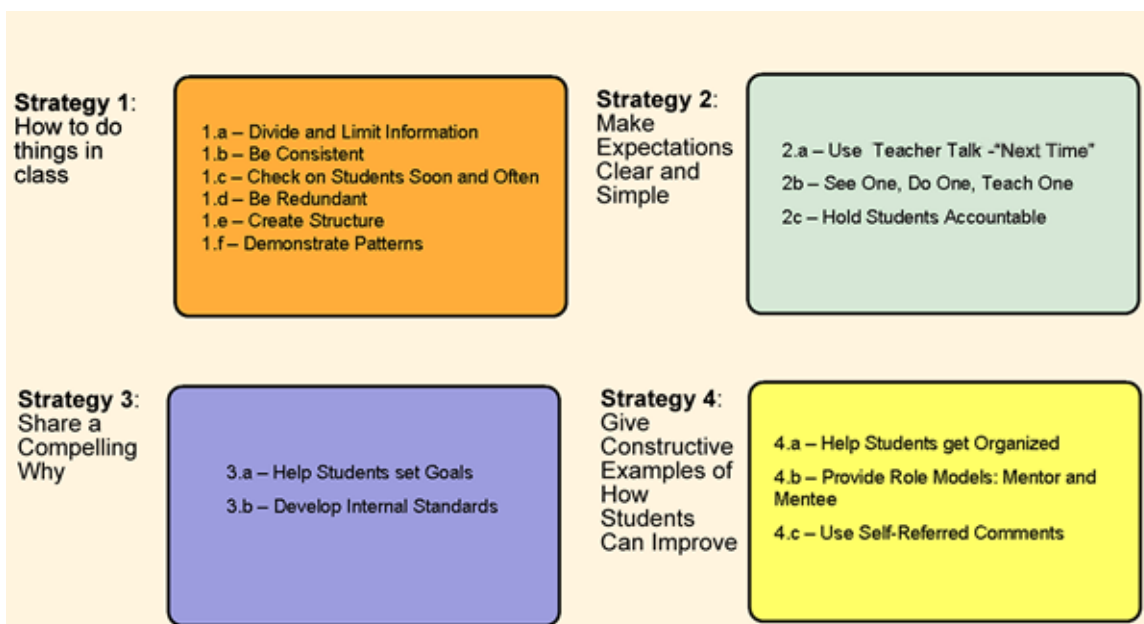 Strategy 1:
How to do
things in
class
1.a – Divide and Limit Information
1.b – Be Consistent
1.c – Check on Students Soon and Often
1.d – Be Redundant
1.e – Create Structure
1.f – Demonstrate Patterns
Strategy 2:
Make
Expectations
Clear and
Simple
2.a – Use  Teacher Talk -“Next Time”
2b – See One, Do One, Teach One
2c – Hold Students Accountable
Strategy 3:
Share a
Compelling
Why
3.a – Help Students set Goals
3.b – Develop Internal Standards
Strategy 4:
Give
Constructive
Examples of
How
Students
Can Improve
4.a – Help Students get Organized
4.b – Provide Role Models: Mentor and
Mentee
4.c – Use Self-Referred Comments